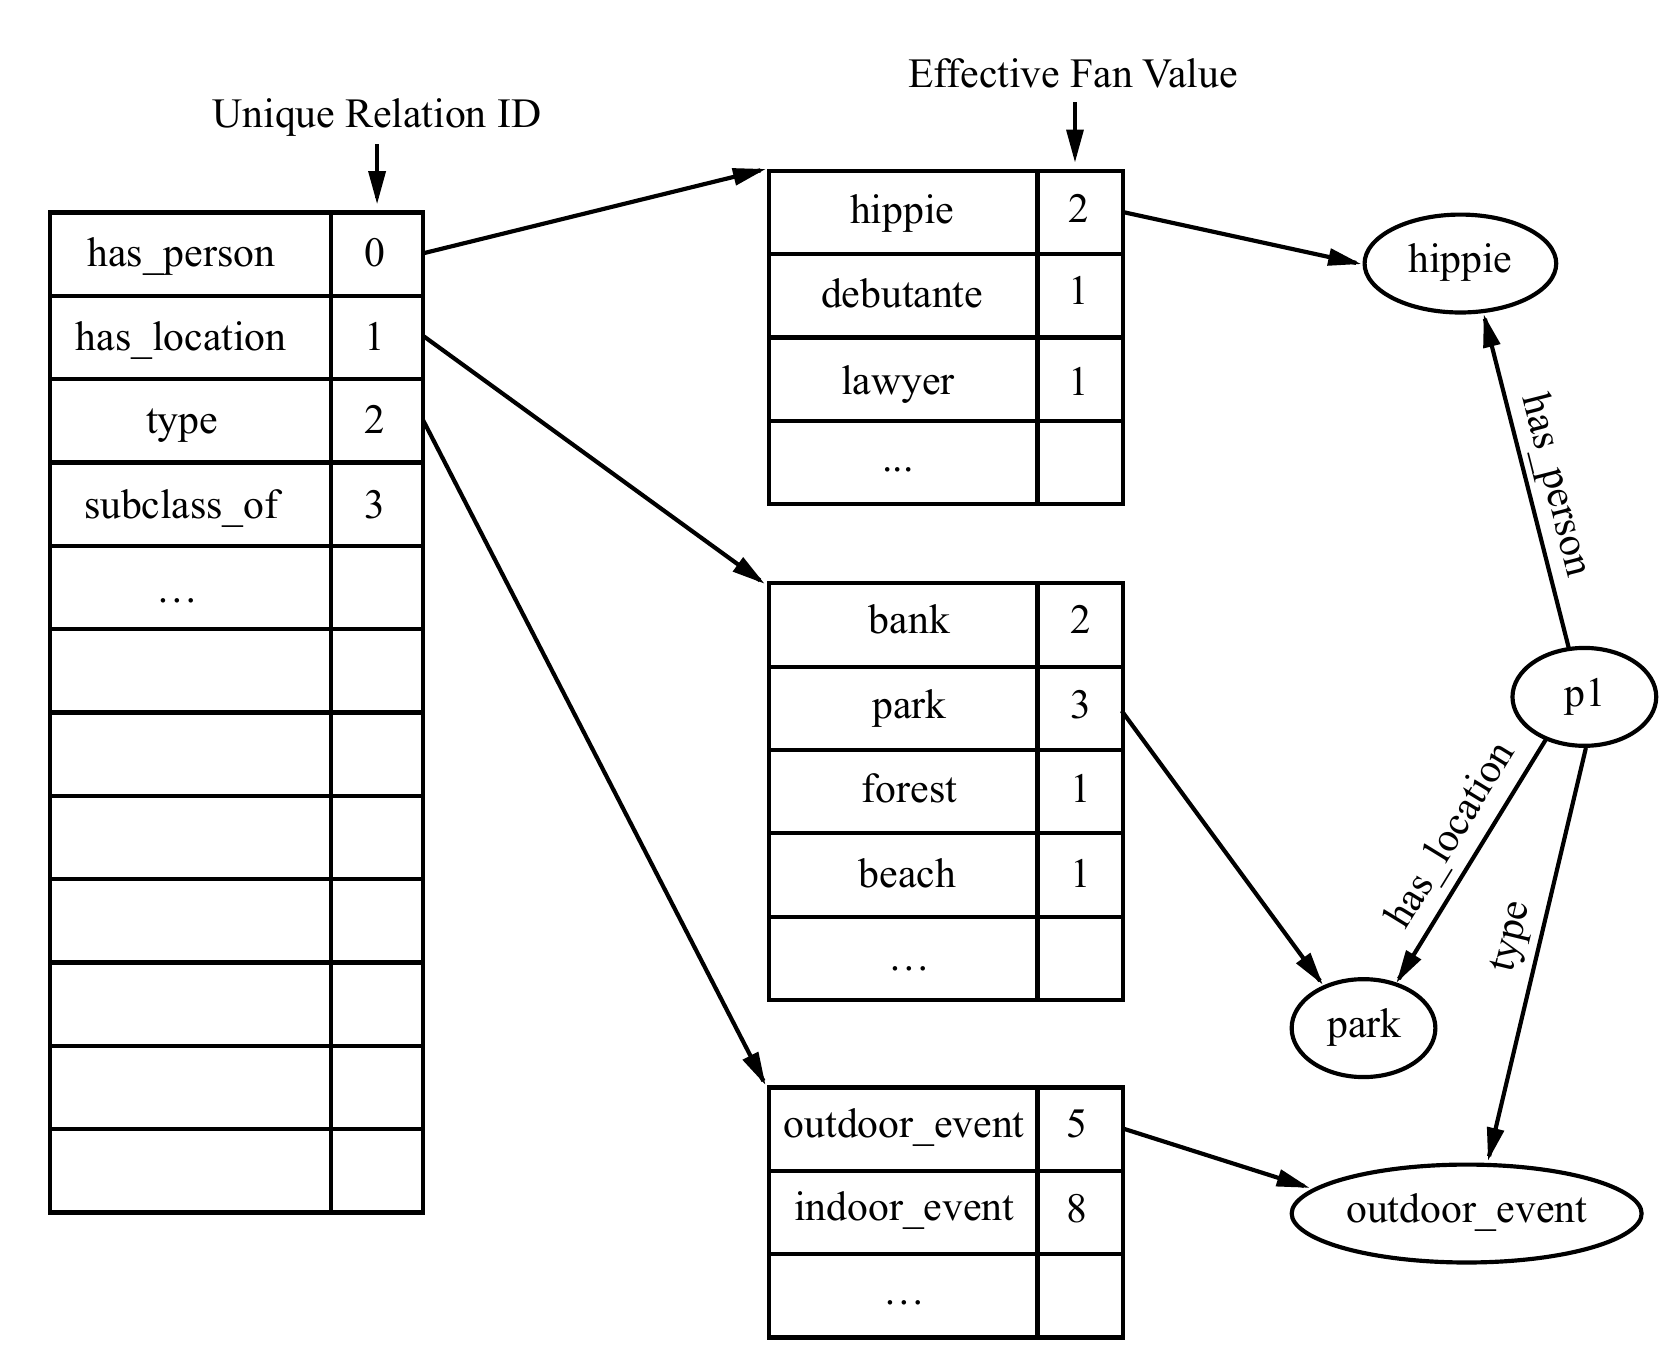 Effective Fan Value
Unique Relation ID
has_person 0
has_location 1
type 2
subclass_of 3
...
hippie 2
debutante 1
lawyer 1
...
bank 2
park 3
forest 1
beach 1
...
outdoor_event 5
indoor_event 8
...
hippie
has_person
p1
has_location
type
park
outdoor_event